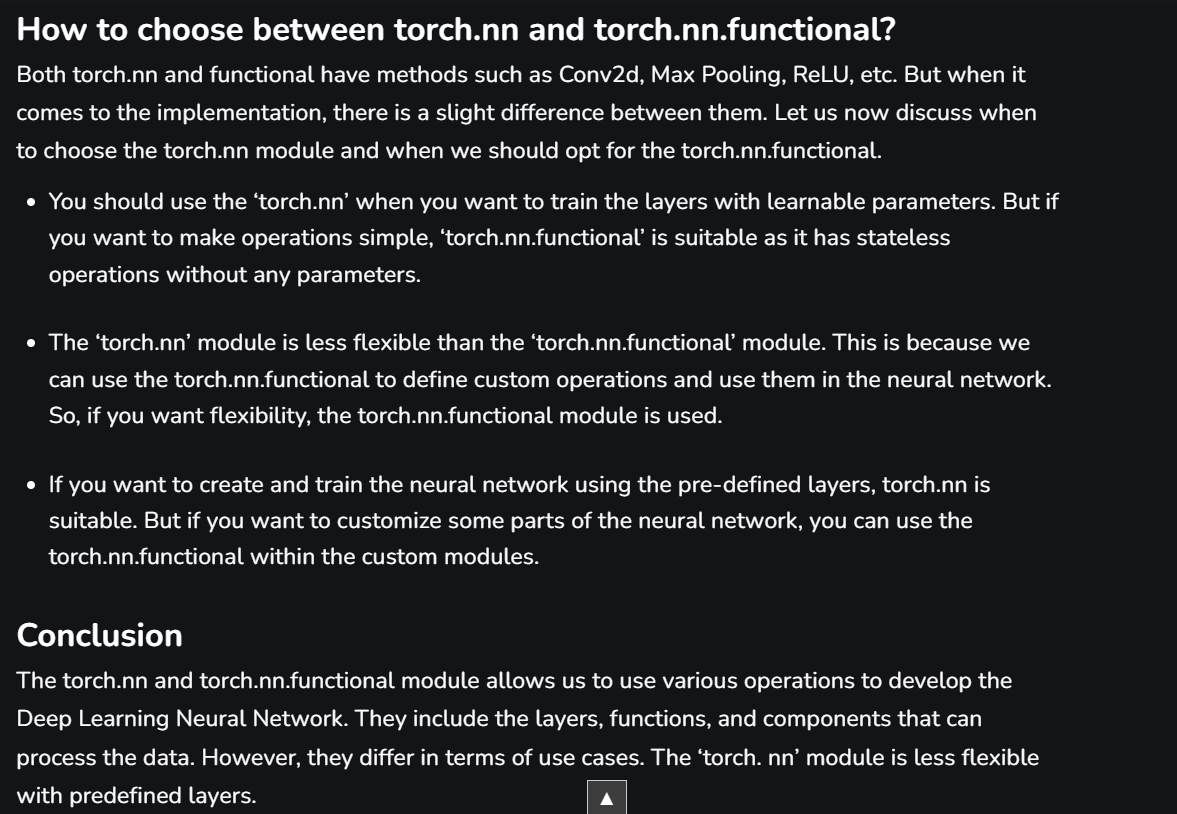 How to choose between torch.nn and torch.nn.functional?
Both torch.nn and functional have methods such as Conv2d, Max Pooling, ReLU, etc. But when it
comes to the implementation, there is a slight difference between them. Let us now discuss when
to choose the torch.nn module and when we should opt for the torch.nn.functional.
• You should use the ‘torch.nn’ when you want to train the layers with learnable parameters. But if
you want to make operations simple, ‘torch.nn.functional’ is suitable as it has stateless
operations without any parameters.
• The ‘torch.nn’ module is less flexible than the ‘torch.nn.functional’ module. This is because we
can use the torch.nn.functional to define custom operations and use them in the neural network.
So, if you want flexibility, the torch.nn.functional module is used.
• If you want to create and train the neural network using the pre-defined layers, torch.nn is
suitable. But if you want to customize some parts of the neural network, you can use the
torch.nn.functional within the custom modules.
Conclusion
The torch.nn and torch.nn.functional module allows us to use various operations to develop the
Deep Learning Neural Network. They include the layers, functions, and components that can
process the data. However, they differ in terms of use cases. The ‘torch. nn’ module is less flexible
with predefined layers.